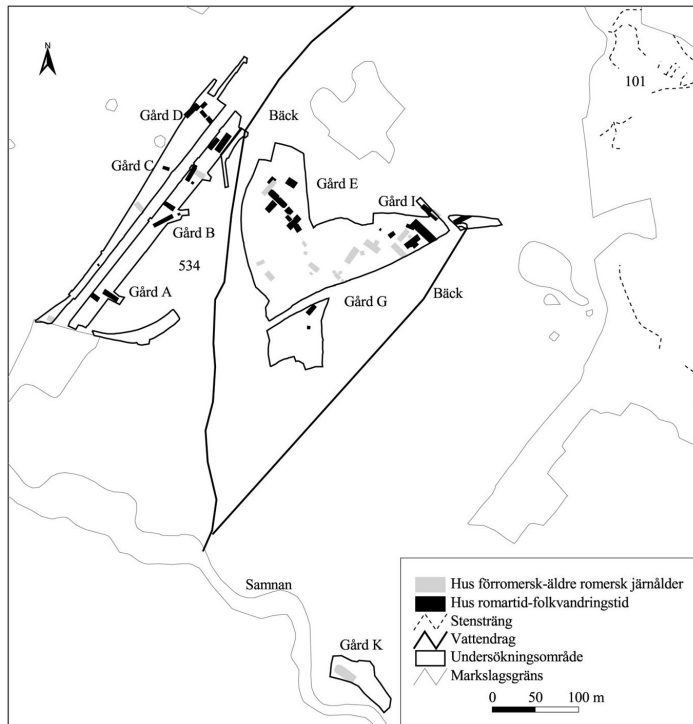 N
101
Gård D
Bäck
Gård C
Gård E
Gård I
Gård B
534
Gård A
Gård G
Bäck
Samnan
Gård K
Hus förromersk-äldre romersk järnålder
Hus romartid-folkvandringstid
Stensträng
Vattendrag
Undersökningsområde
Markslagsgräns
0 50 100 m